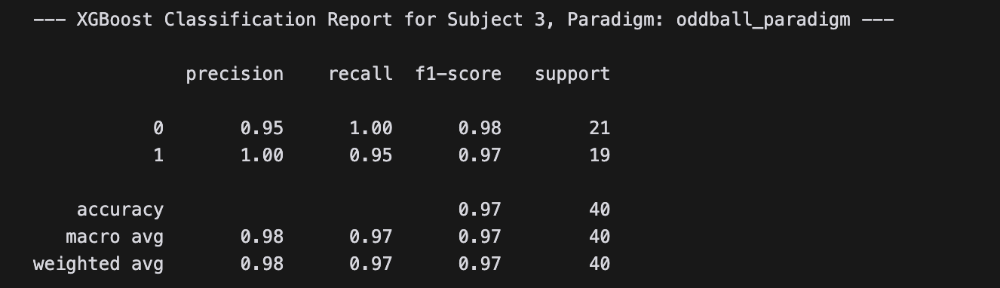 --- XGBoost Classification Report for Subject 3, Paradigm: oddball_paradigm ---
precision recall f1-score support
0 0.95 1.00 0.98 21
1 1.00 0.95 0.97 19
accuracy 0.97 40
macro avg 0.98 0.97 0.97 40
weighted avg 0.98 0.97 0.97 40